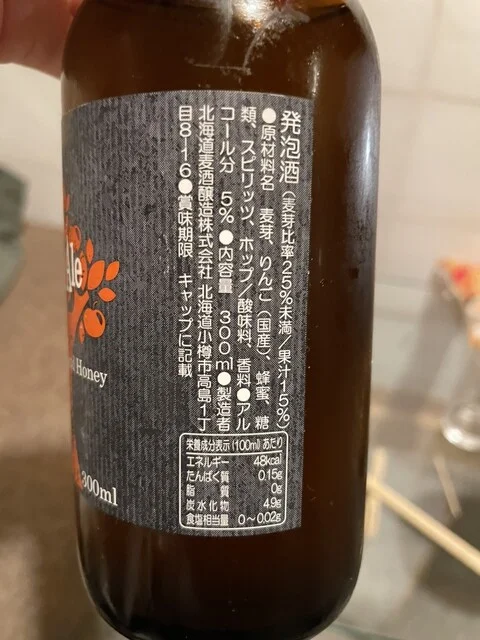 発泡酒(麦芽比率25%未満/果汁15%)
●原材料名 麦芽、りんご(国産)、蜂蜜、糖
類、スピリッツ、ホップ/酸味料、香料●アル
コール分 5%●内容量 300ml●製造者
北海道麦酒醸造株式会社 北海道小樽市高島1丁
目8-16●賞味期限 キャップに記載
栄養成分表示(100ml)あたり
エネルギー 48kcal
たんぱく質 0.15g
脂質 0g
炭水化物 4.9g
食塩相当量 0～0.02g
Ale
Honey
300ml